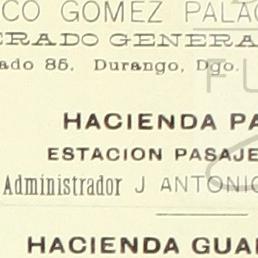 CO GOMEZ PALAC
ERADO GENERA
ado 85, Durango, Dgo.
HACIENDA PA
ESTACION PASAJE
Administrador J ANTONIO
HACIENDA GUA